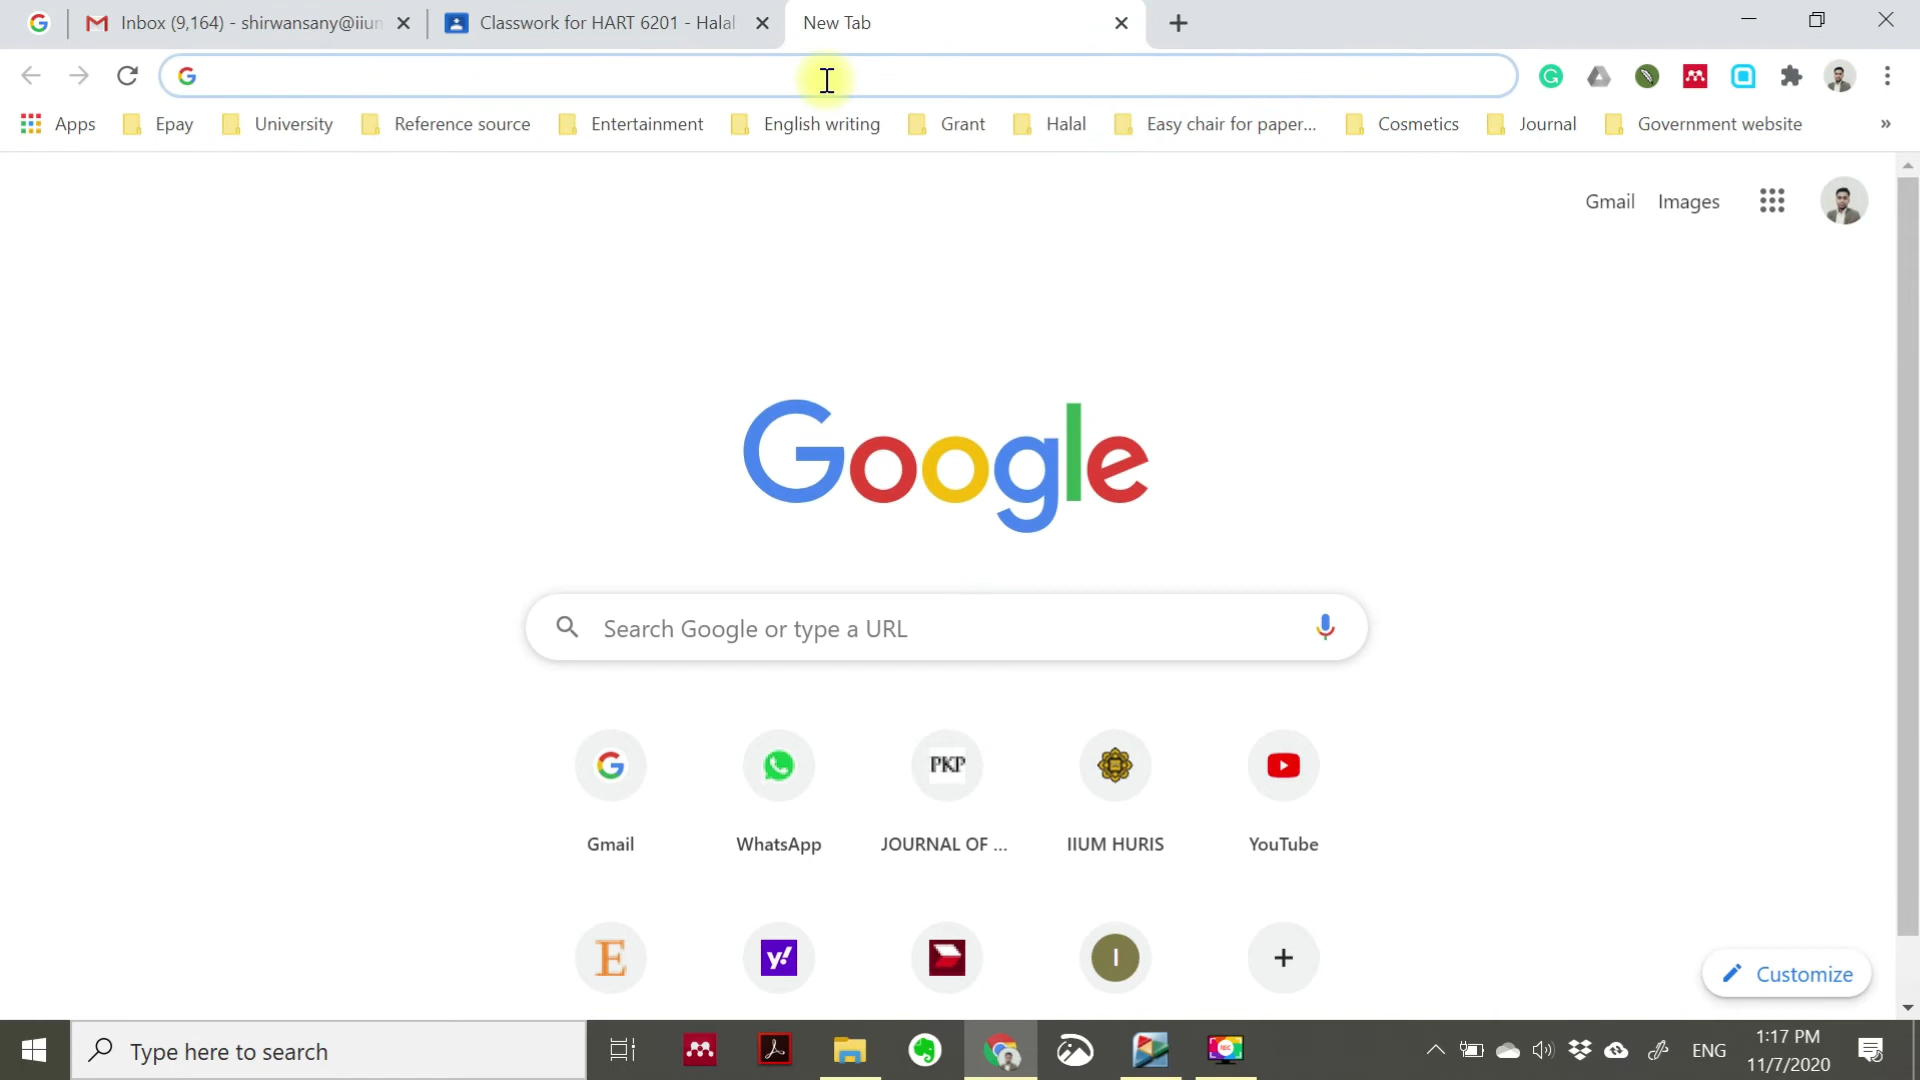 Inbox (9,164) - shirwansany@iium
Classwork for HART 6201 - Halal
New Tab
Apps
Epay
University
Reference source
Entertainment
English writing
Grant
Halal
Easy chair for paper...
Cosmetics
Journal
Government website
»
Gmail
Images
Google
Search Google or type a URL
PKP
Gmail
WhatsApp
JOURNAL OF ...
IIUM HURIS
YouTube
E
y!
I
Customize
Type here to search
REC
ENG
1:17 PM
11/7/2020